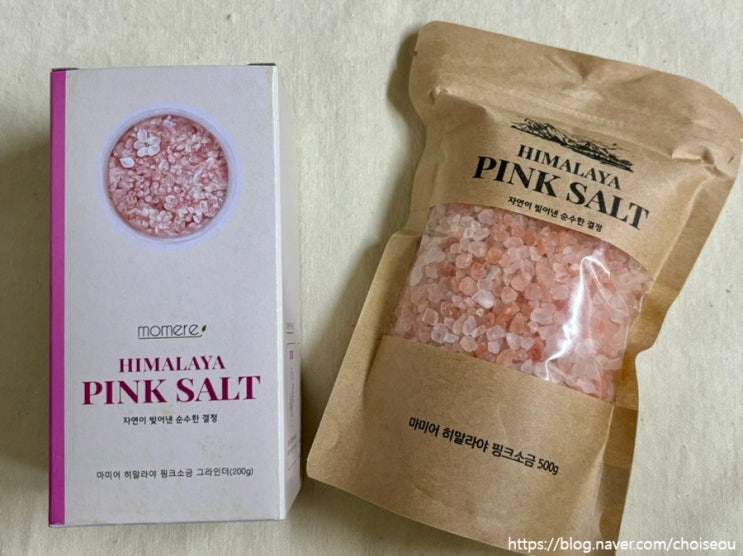 momere
HIMALAYA
PINK SALT
자연이 빚어낸 순수한 결정
마미어 히말라야 핑크소금 그라인더(200g)
HIMALAYA
PINK SALT
자연이 빚어낸 순수한 결정
마미어 히말라야 핑크소금 500g
https://blog.naver.com/choiseou